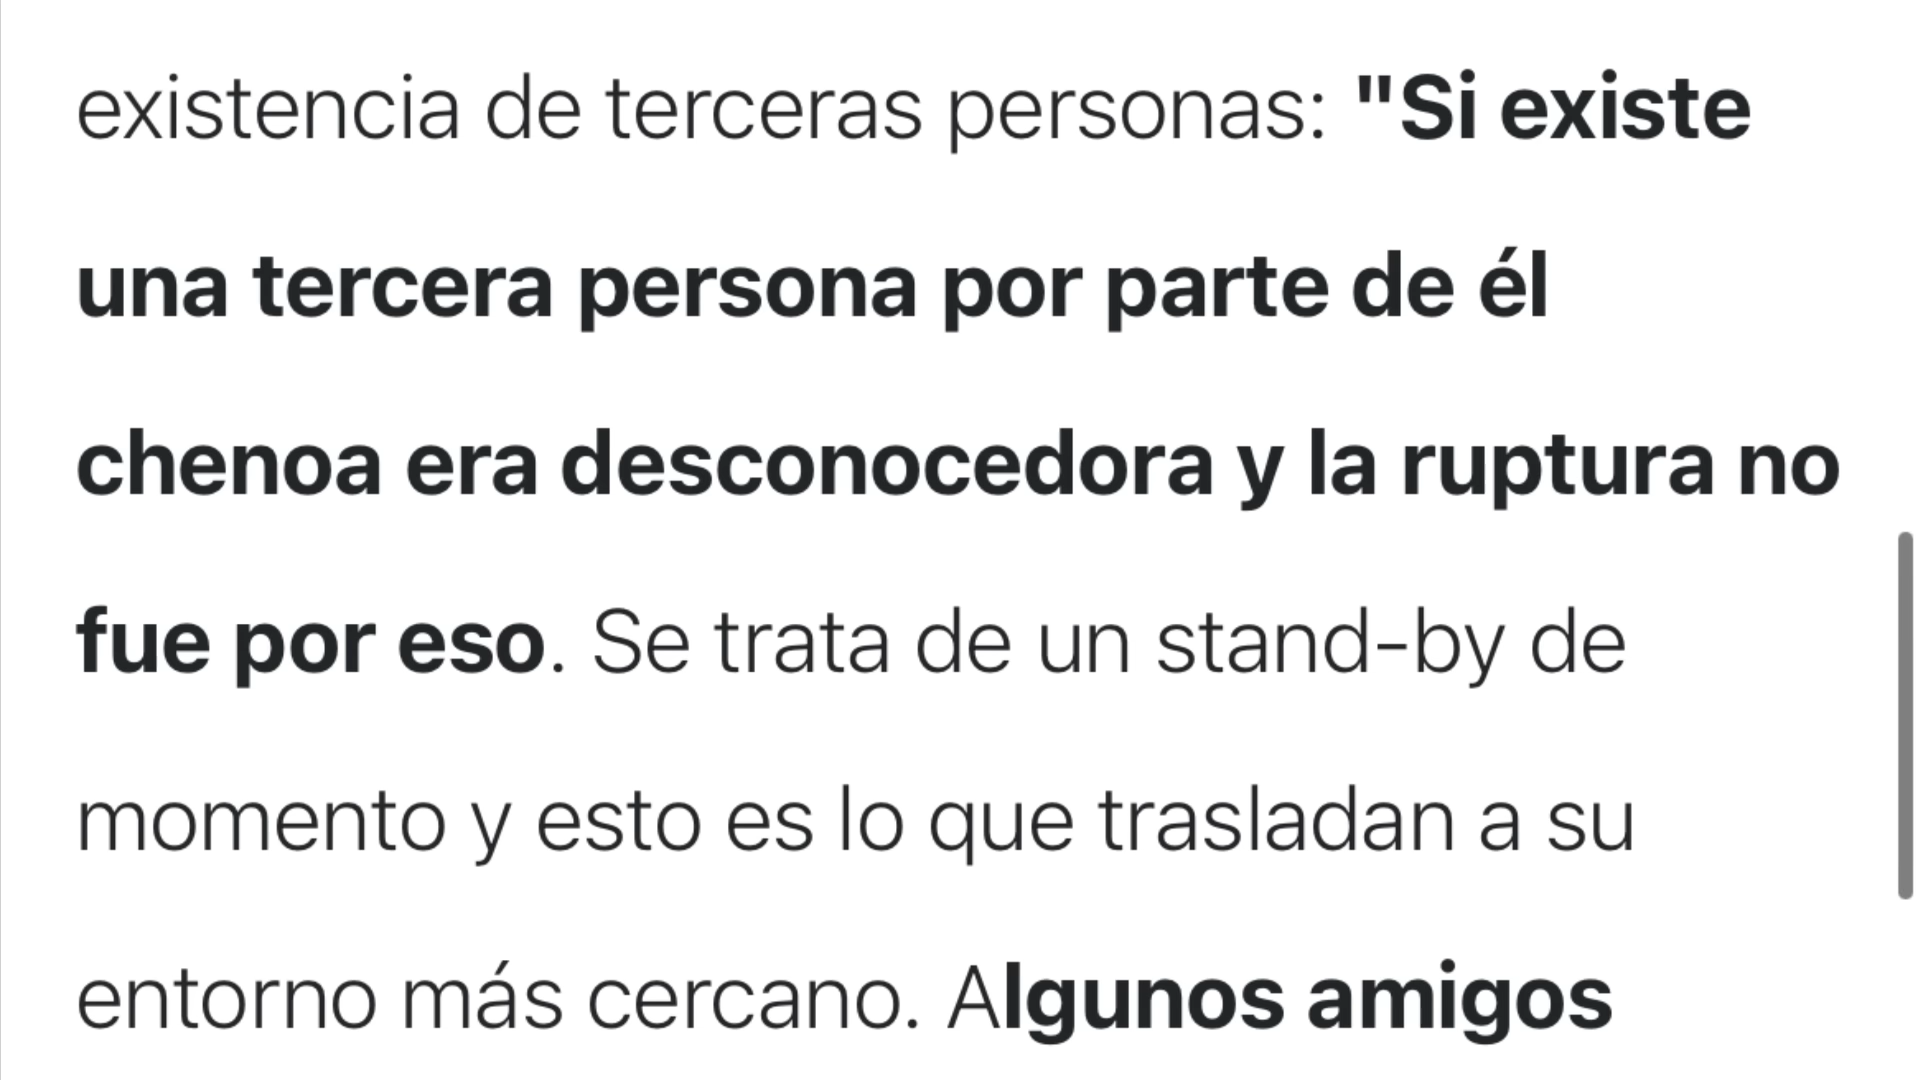 existencia de terceras personas: "Si existe
una tercera persona por parte de él
chenoa era desconocedora y la ruptura no
fue por eso. Se trata de un stand-by de
momento y esto es lo que trasladan a su
entorno más cercano. Algunos amigos